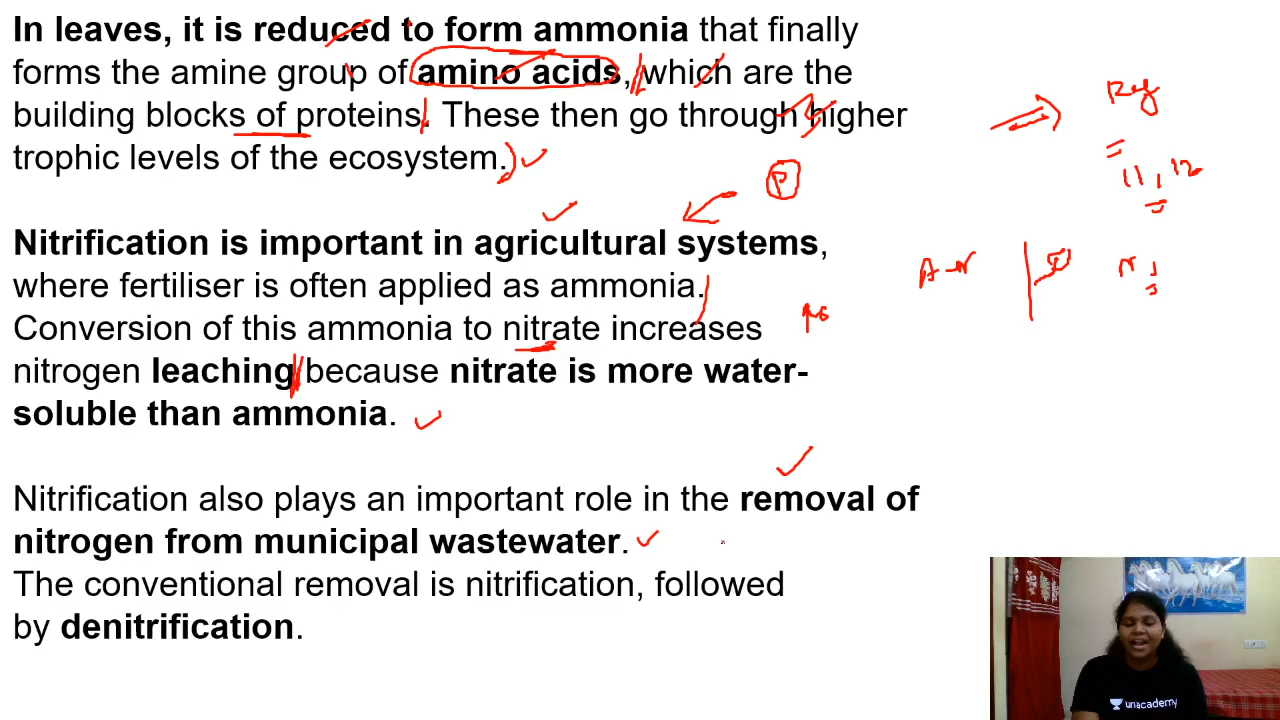 In leaves, it is reduced to form ammonia that finally
forms the amine group of amino acids, which are the
building blocks of proteins. These then go through higher
trophic levels of the ecosystem.
Nitrification is important in agricultural systems,
where fertiliser is often applied as ammonia.
Conversion of this ammonia to nitrate increases
nitrogen leaching because nitrate is more water-
soluble than ammonia.
Nitrification also plays an important role in the removal of
nitrogen from municipal wastewater.
The conventional removal is nitrification, followed
by denitrification.
P
11, 12
A-N
unacademy